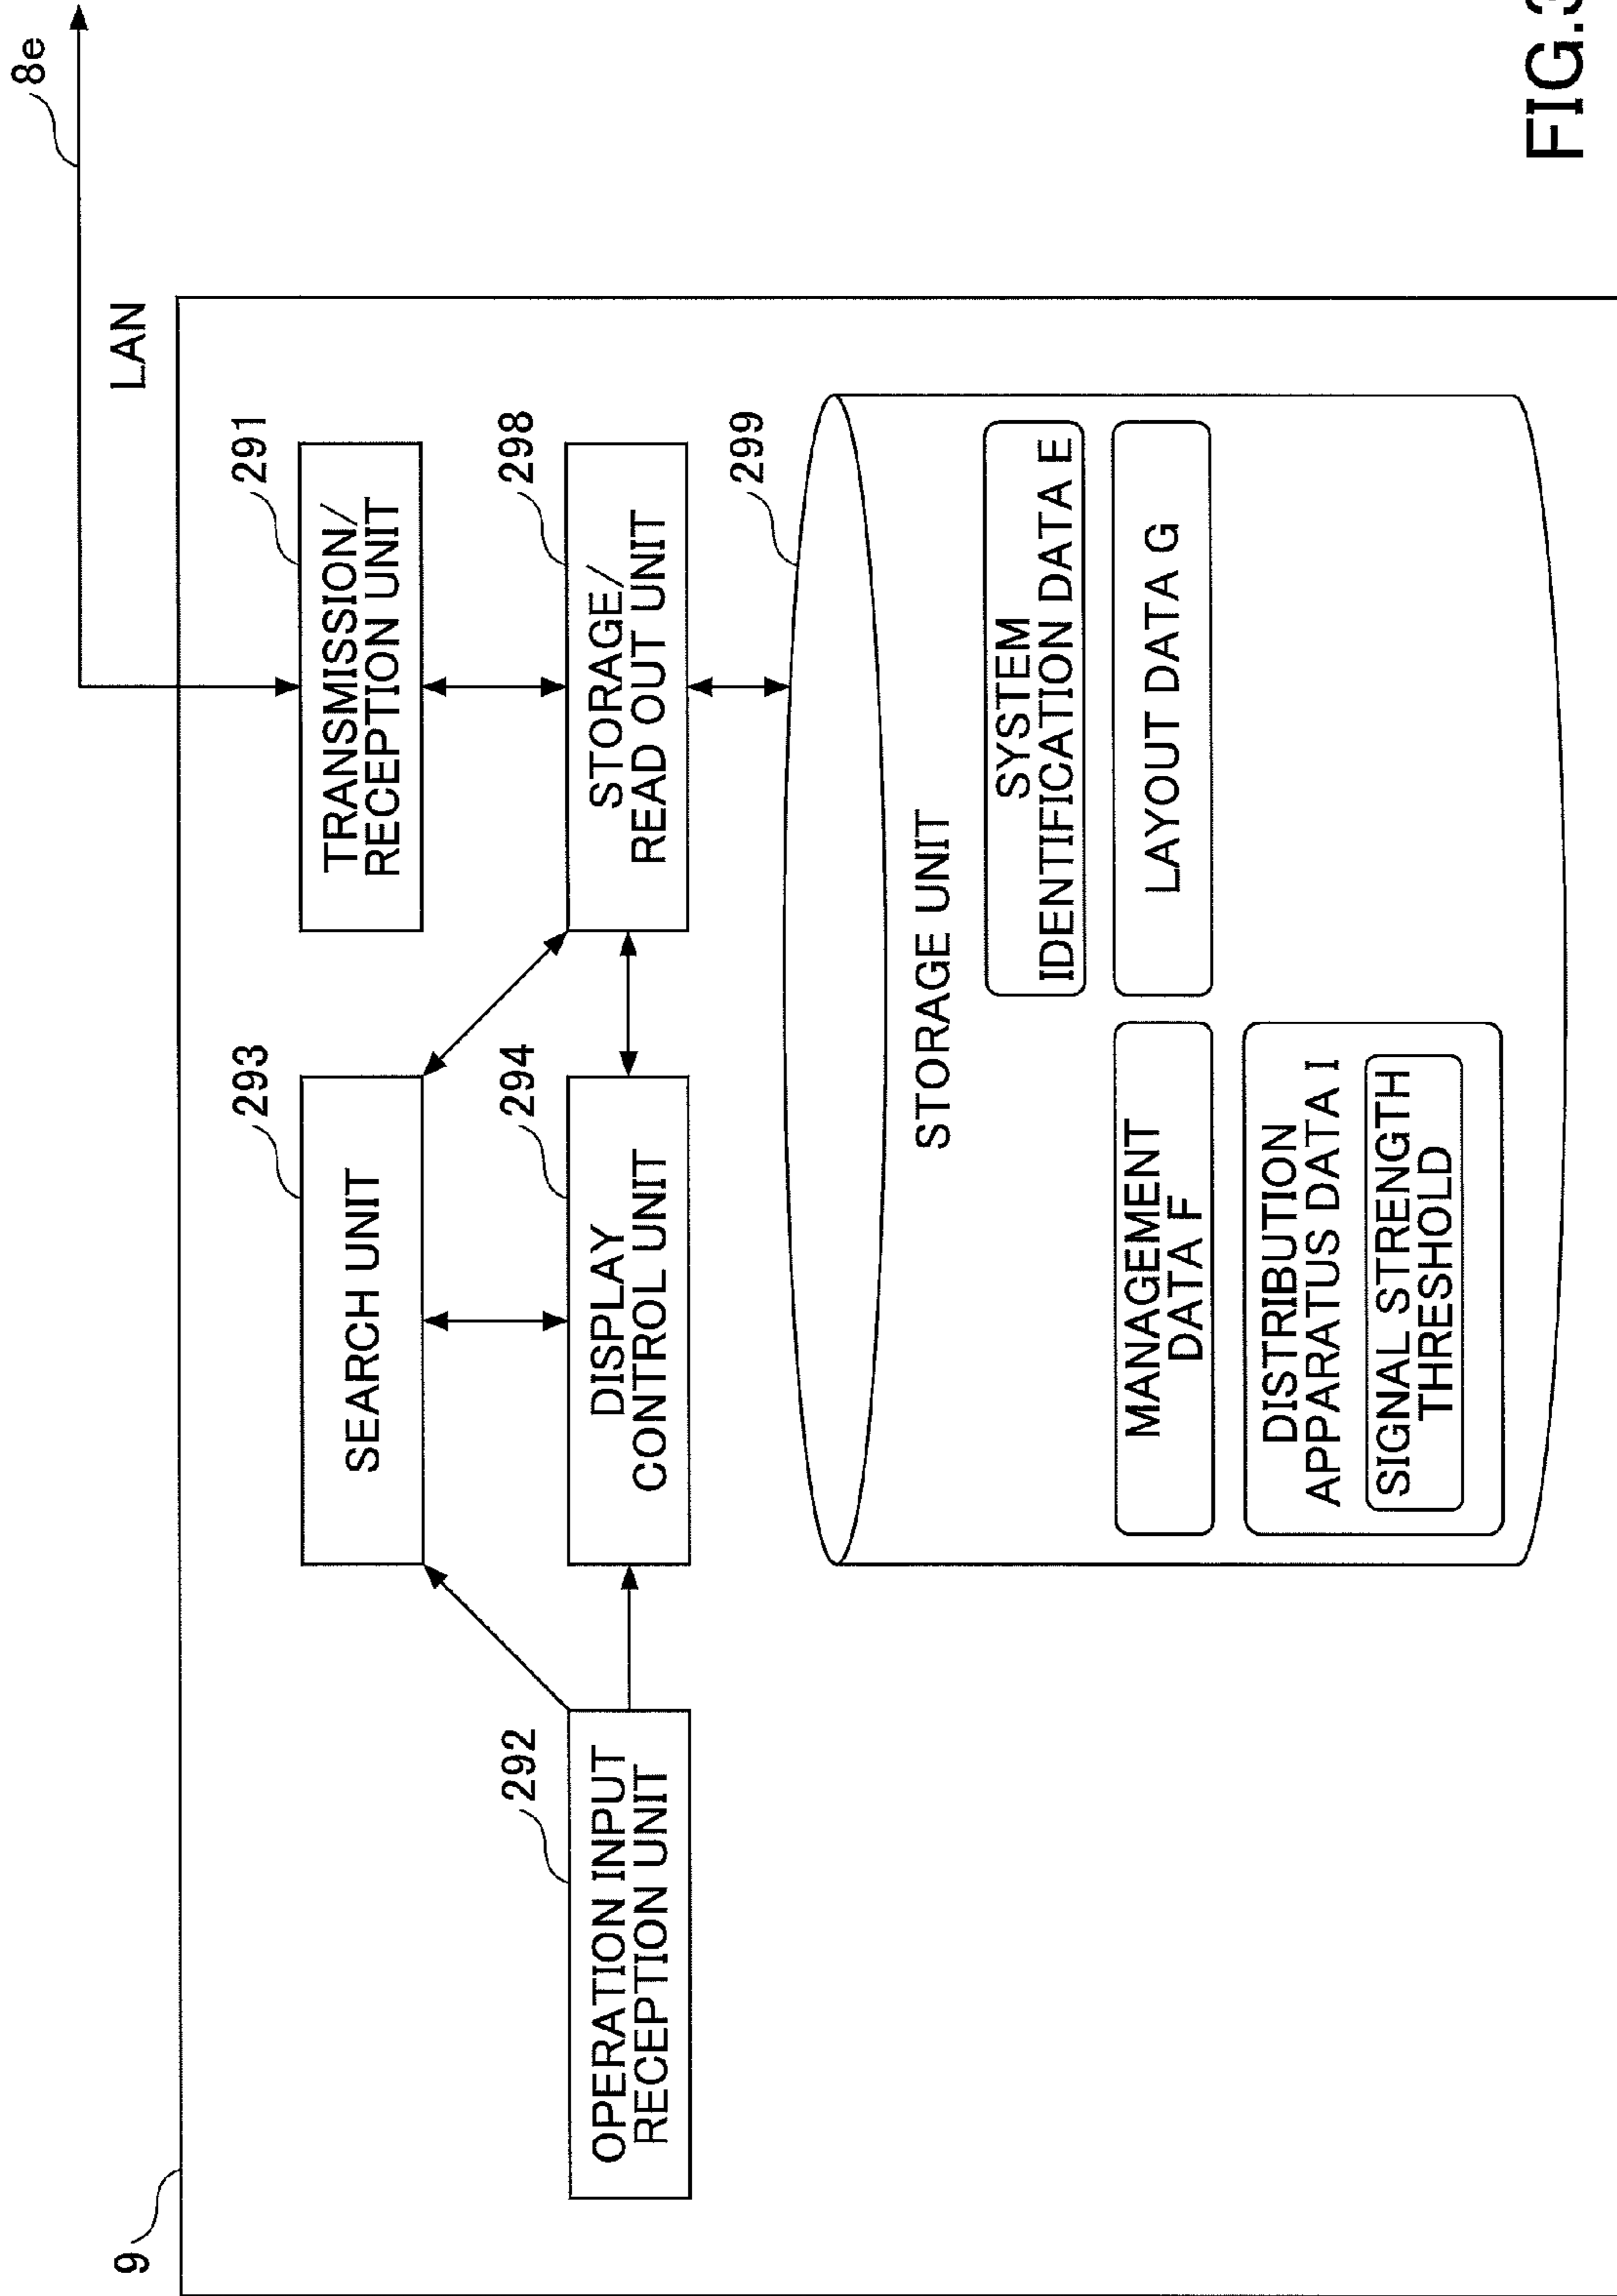 9
LAN
8e
293
SEARCH UNIT
291
TRANSMISSION/
RECEPTION UNIT
292
OPERATION INPUT
RECEPTION UNIT
294
DISPLAY
CONTROL UNIT
298
STORAGE/
READ OUT UNIT
299
STORAGE UNIT
SYSTEM
IDENTIFICATION DATA E
MANAGEMENT
DATA F
LAYOUT DATA G
DISTRIBUTION
APPARATUS DATA I
SIGNAL STRENGTH
THRESHOLD
FIG.3